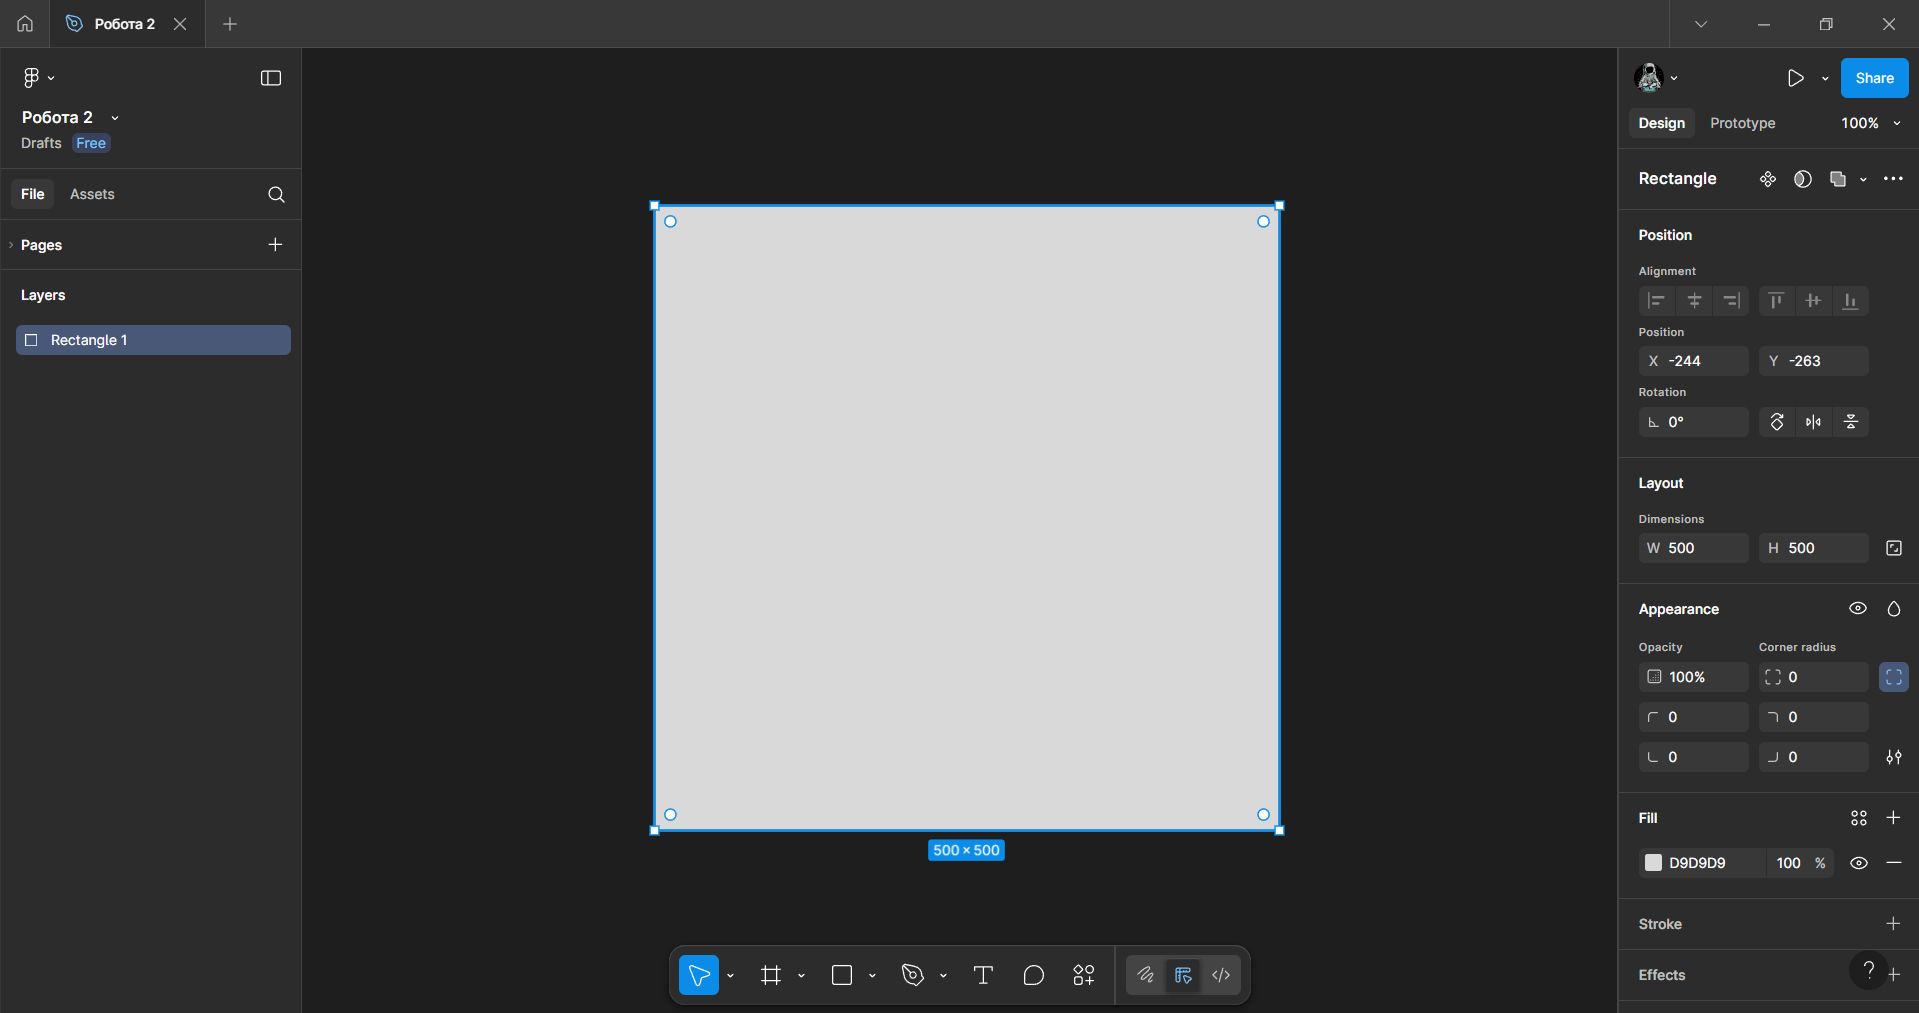 Робота 2
Робота 2
Drafts Free
File Assets
Pages
Layers
Rectangle 1
500 × 500
Share
Design Prototype 100%
Rectangle
Position
Alignment
Position
X -244 Y -263
Rotation
0°
Layout
Dimensions
W 500 H 500
Appearance
Opacity Corner radius
100% 0
0 0
0 0
Fill
D9D9D9 100 %
Stroke
Effects
?